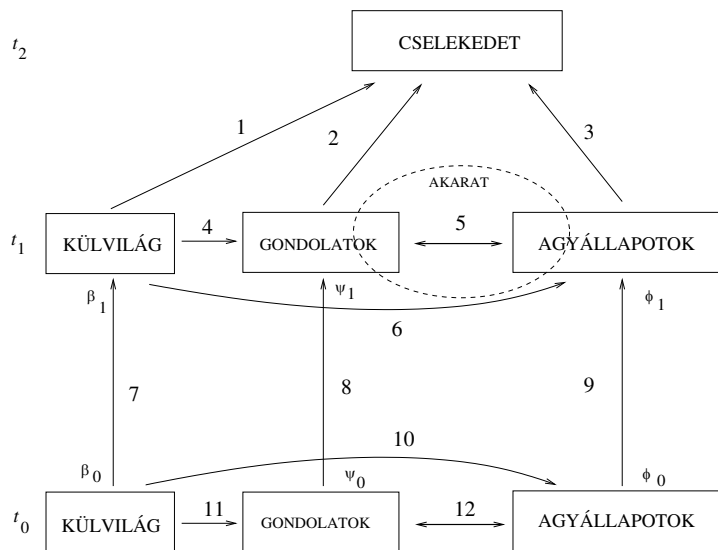 t2
CSELEKEDET
1
2
3
AKARAT
t1
KÜLVILÁG
4
GONDOLATOK
5
AGYÁLLAPOTOK
β1
ψ1
ϕ1
6
7
8
9
10
β0
ψ0
ϕ0
t0
KÜLVILÁG
11
GONDOLATOK
12
AGYÁLLAPOTOK